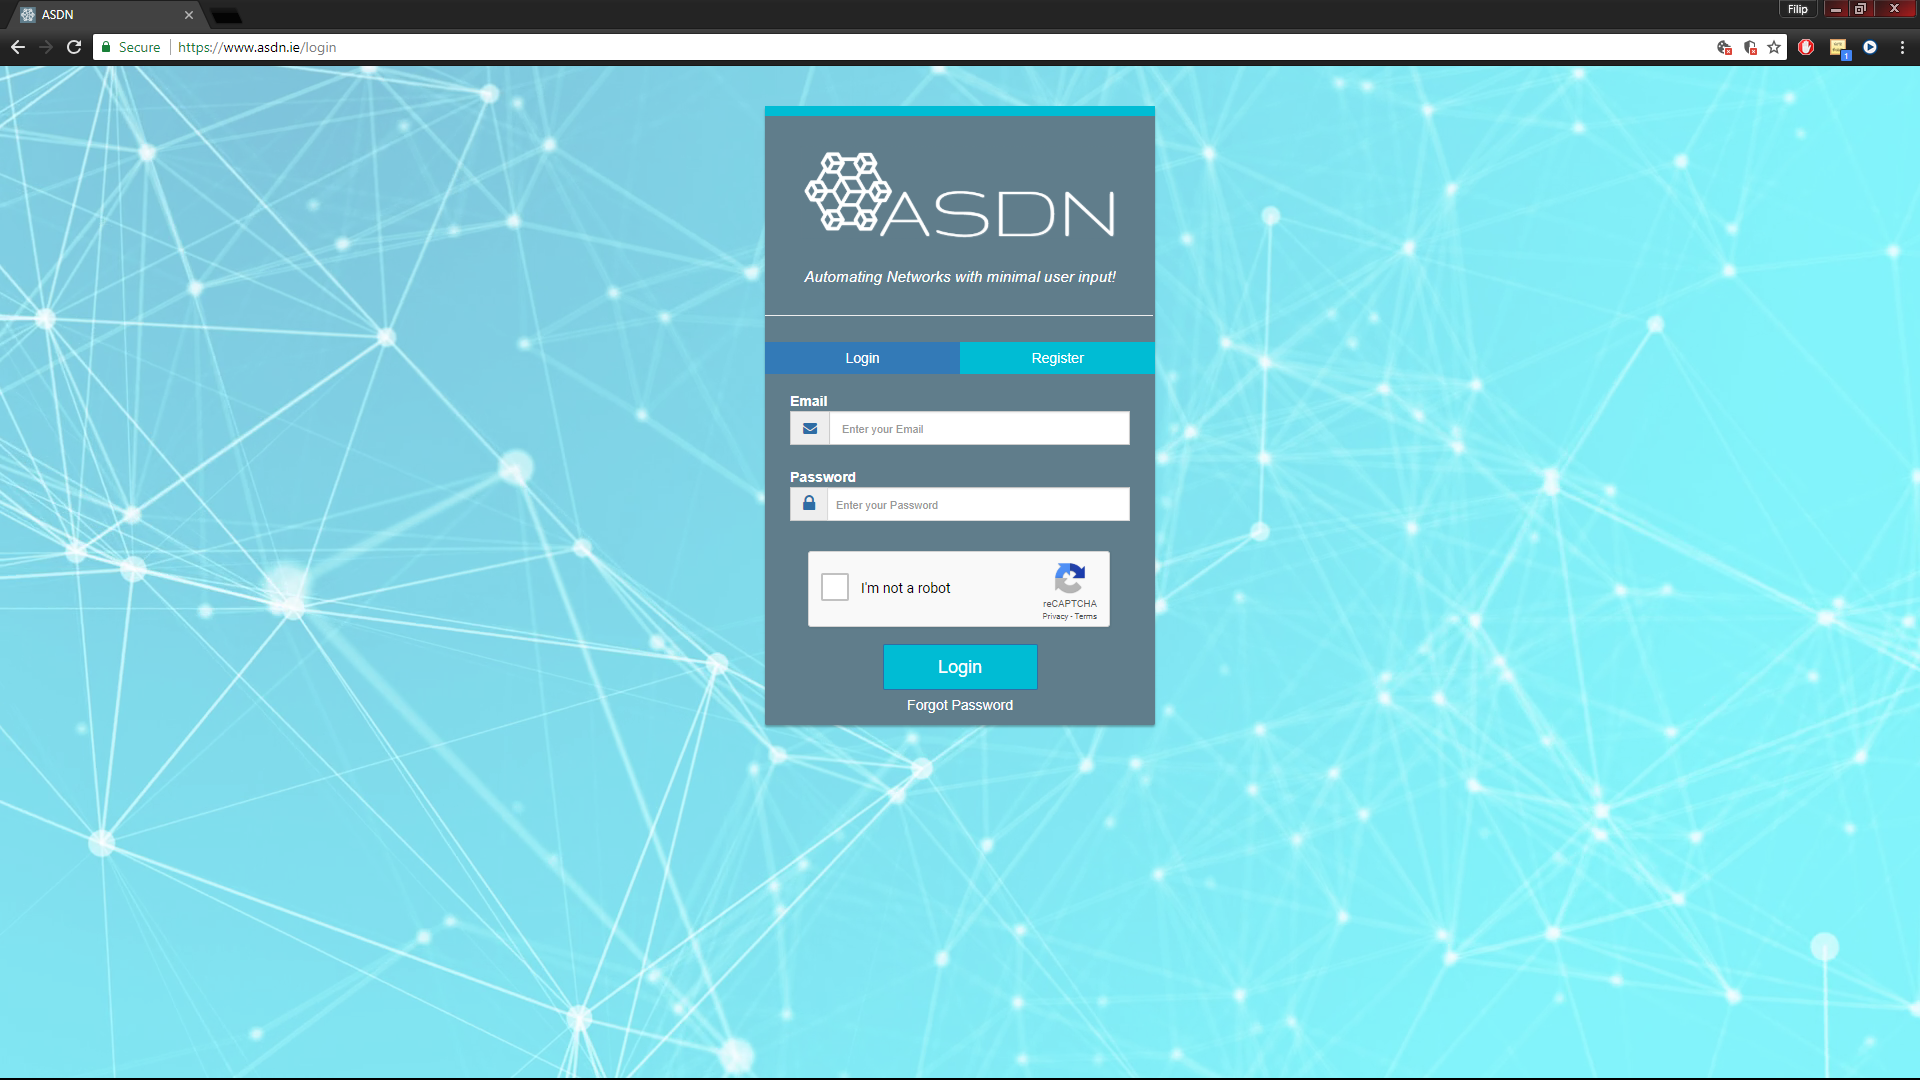 ASDN
Filip
Secure https://www.asdn.ie/login
1
ASDN
Automating Networks with minimal user input!
Login Register
Email
Enter your Email
Password
Enter your Password
I'm not a robot
reCAPTCHA
Privacy - Terms
Login
Forgot Password